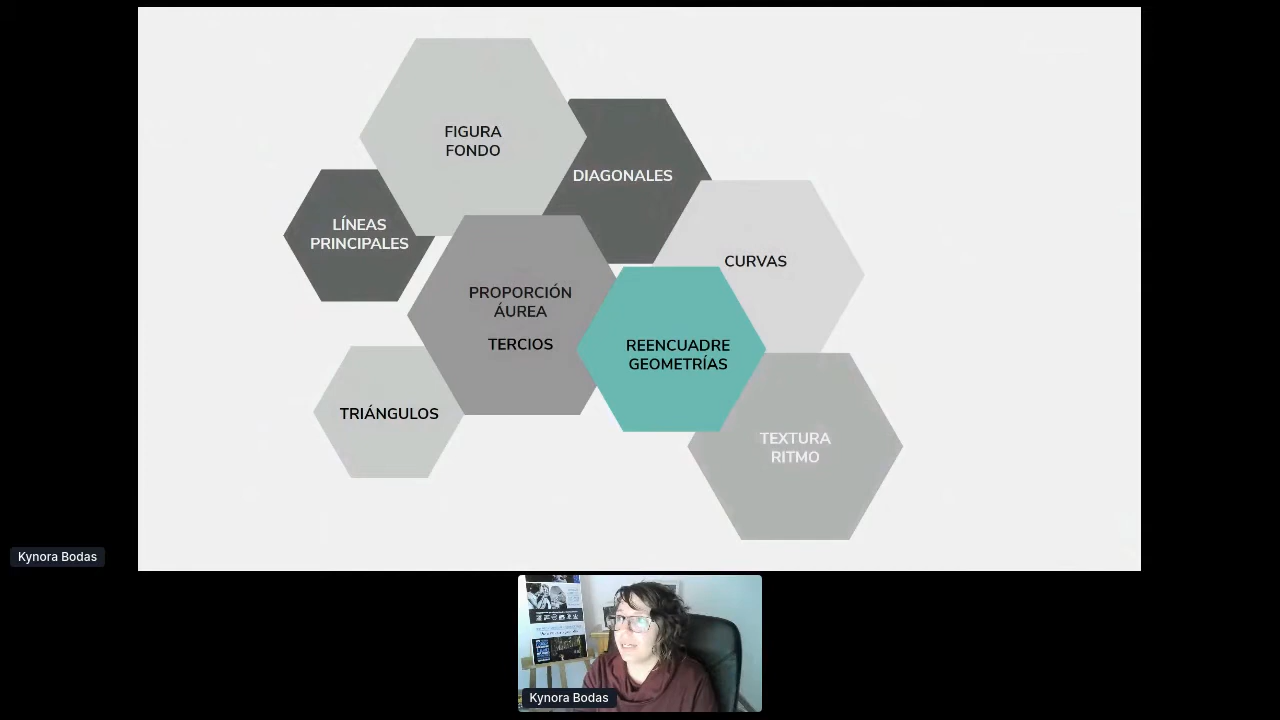 FIGURA
FONDO
DIAGONALES
LÍNEAS
PRINCIPALES
CURVAS
PROPORCIÓN
ÁUREA
TERCIOS
REENCUADRE
GEOMETRÍAS
TRIÁNGULOS
TEXTURA
RITMO
Kynora Bodas
Kynora Bodas